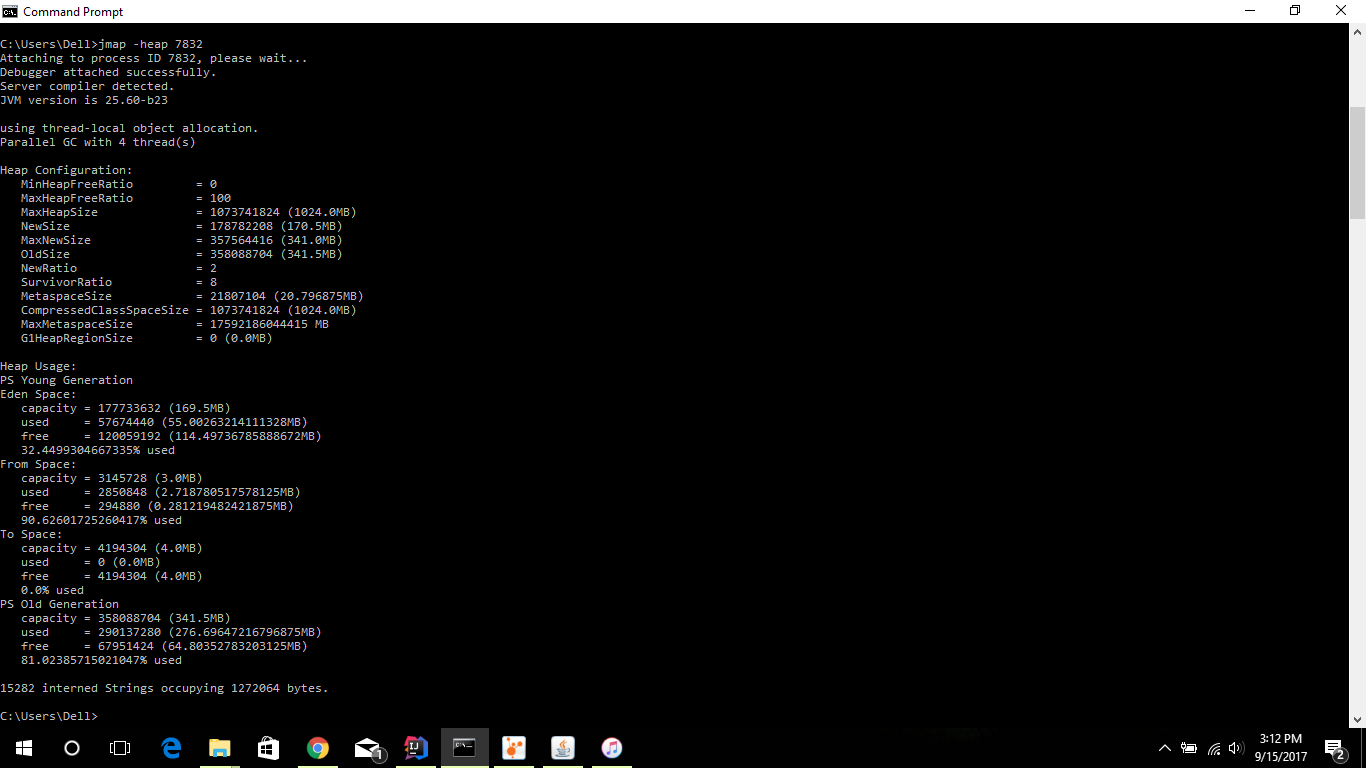 Command Prompt
C:\Users\Dell>jmap -heap 7832
Attaching to process ID 7832, please wait...
Debugger attached successfully.
Server compiler detected.
JVM version is 25.60-b23
using thread-local object allocation.
Parallel GC with 4 thread(s)
Heap Configuration:
MinHeapFreeRatio = 0
MaxHeapFreeRatio = 100
MaxHeapSize = 1073741824 (1024.0MB)
NewSize = 178782208 (170.5MB)
MaxNewSize = 357564416 (341.0MB)
OldSize = 358088704 (341.5MB)
NewRatio = 2
SurvivorRatio = 8
MetaspaceSize = 21807104 (20.796875MB)
CompressedClassSpaceSize = 1073741824 (1024.0MB)
MaxMetaspaceSize = 17592186044415 MB
G1HeapRegionSize = 0 (0.0MB)
Heap Usage:
PS Young Generation
Eden Space:
capacity = 177733632 (169.5MB)
used = 57674440 (55.00263214111328MB)
free = 120059192 (114.49736785888672MB)
32.4499304667335% used
From Space:
capacity = 3145728 (3.0MB)
used = 2850848 (2.718780517578125MB)
free = 294880 (0.281219482421875MB)
90.62601725260417% used
To Space:
capacity = 4194304 (4.0MB)
used = 0 (0.0MB)
free = 4194304 (4.0MB)
0.0% used
PS Old Generation
capacity = 358088704 (341.5MB)
used = 290137280 (276.69647216796875MB)
free = 67951424 (64.80352783203125MB)
81.02385715021047% used
15282 interned Strings occupying 1272064 bytes.
C:\Users\Dell>
1
IJ
C:\.
3:12 PM
9/15/2017
2